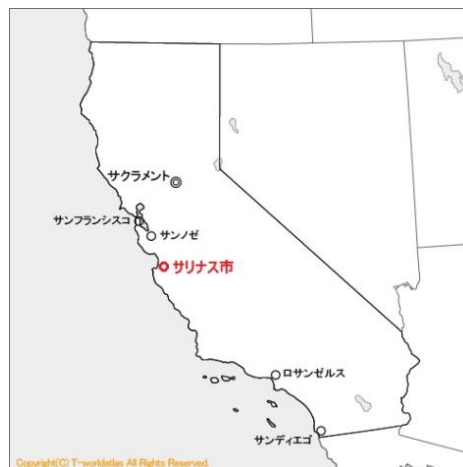 サクラメント
サンフランシスコ
サンノゼ
サリナス市
ロサンゼルス
サンディエゴ
Copyright(C) T-worldatlas All Rights Reserved.